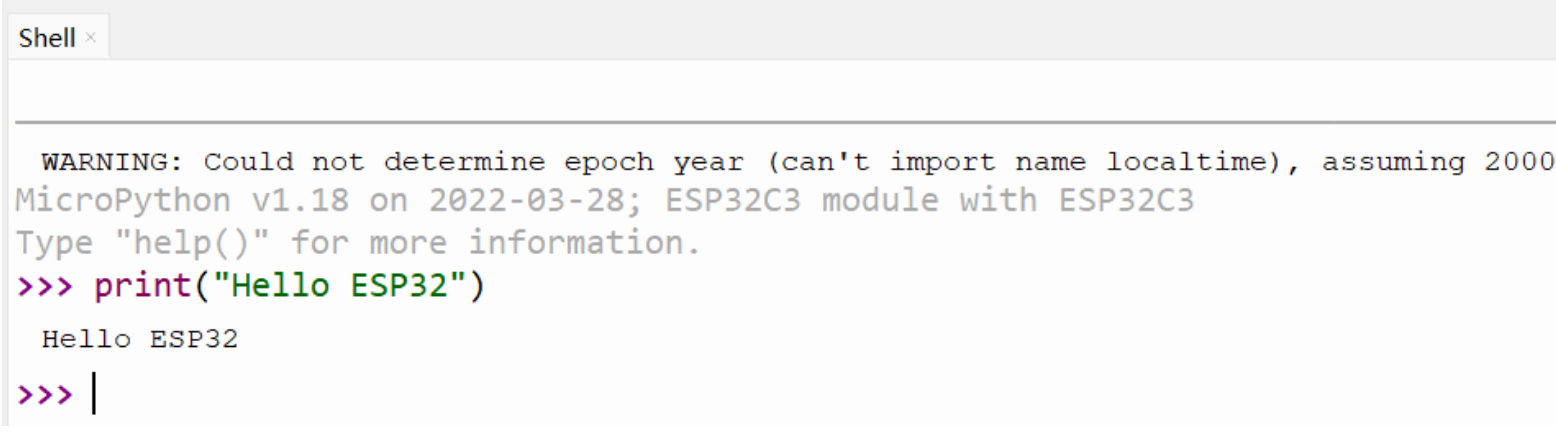 Shell ×
WARNING: Could not determine epoch year (can't import name localtime), assuming 2000
MicroPython v1.18 on 2022-03-28; ESP32C3 module with ESP32C3
Type "help()" for more information.
>>> print("Hello ESP32")
Hello ESP32
>>>